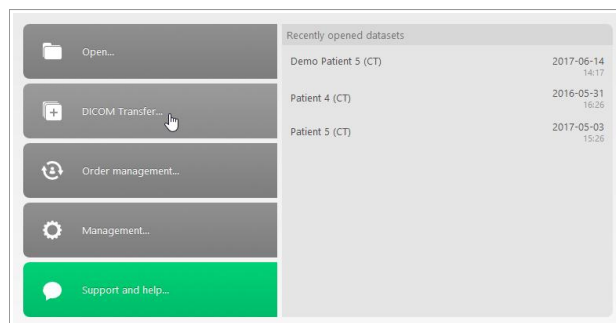 Open...
DICOM Transfer...
Order management...
Management...
Support and help...
Recently opened datasets
Demo Patient 5 (CT) 2017-06-14
14:17
Patient 4 (CT) 2016-05-31
16:26
Patient 5 (CT) 2017-05-03
15:26